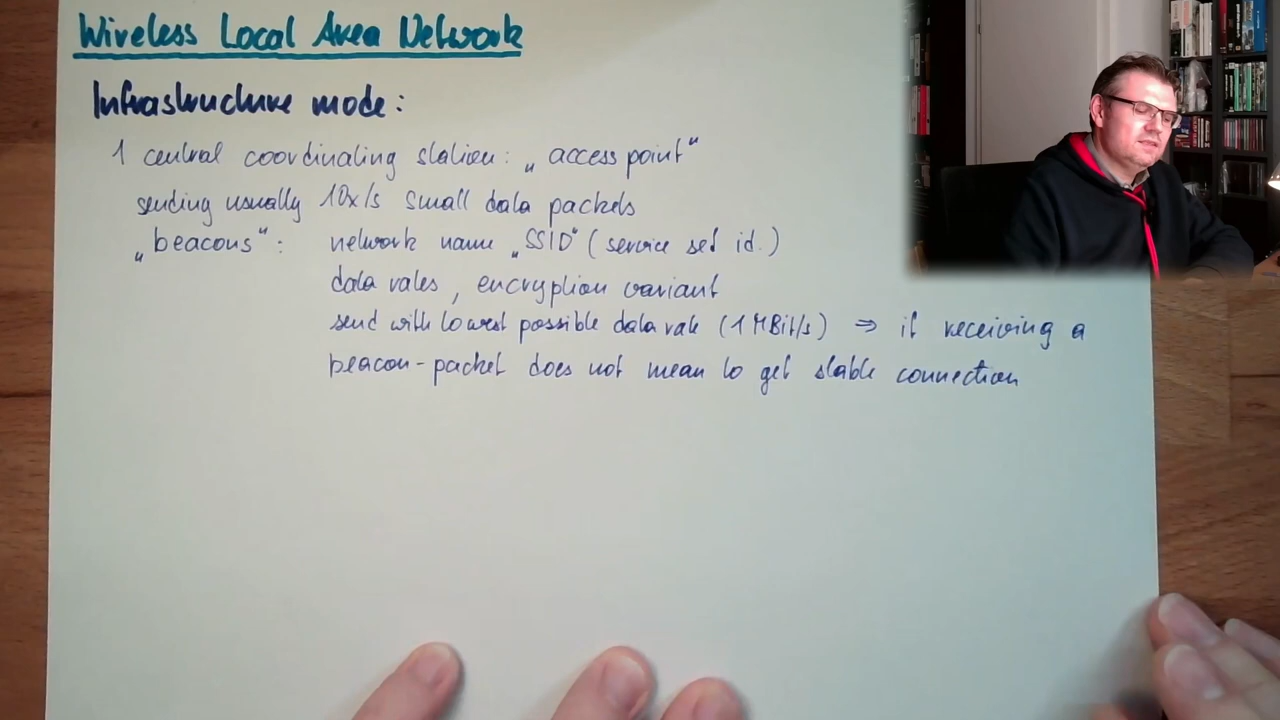 Wireless Local Area Network
Infrastructure mode:
1 central coordinating station: „access point“
sending usually 10x/s small data packets
„beacons“: network name „SSID“ (service set id.)
data rates, encryption variant
send with lowest possible data rate (1 MBit/s) ⇒ if receiving a
beacon-packet does not mean to get stable connection